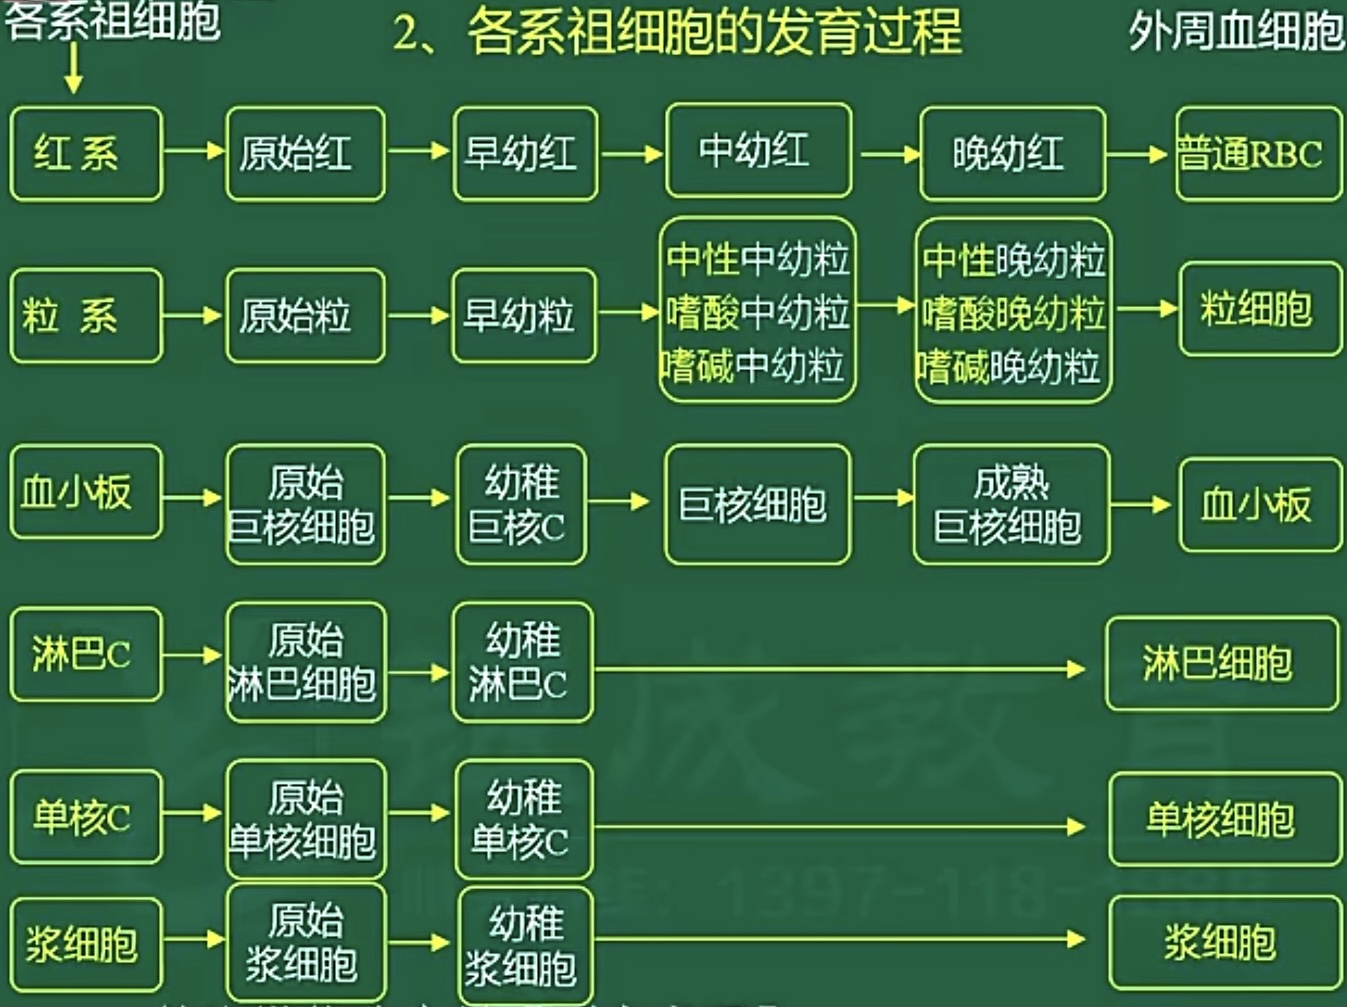 各系祖细胞
2、各系祖细胞的发育过程
外周血细胞
红系
原始红
早幼红
中幼红
晚幼红
普通RBC
粒系
原始粒
早幼粒
中性中幼粒
嗜酸中幼粒
嗜碱中幼粒
中性晚幼粒
嗜酸晚幼粒
嗜碱晚幼粒
粒细胞
血小板
原始
巨核细胞
幼稚
巨核C
巨核细胞
成熟
巨核细胞
血小板
淋巴C
原始
淋巴细胞
幼稚
淋巴C
淋巴细胞
单核C
原始
单核细胞
幼稚
单核C
单核细胞
浆细胞
原始
浆细胞
幼稚
浆细胞
浆细胞
成教育
1397-118-